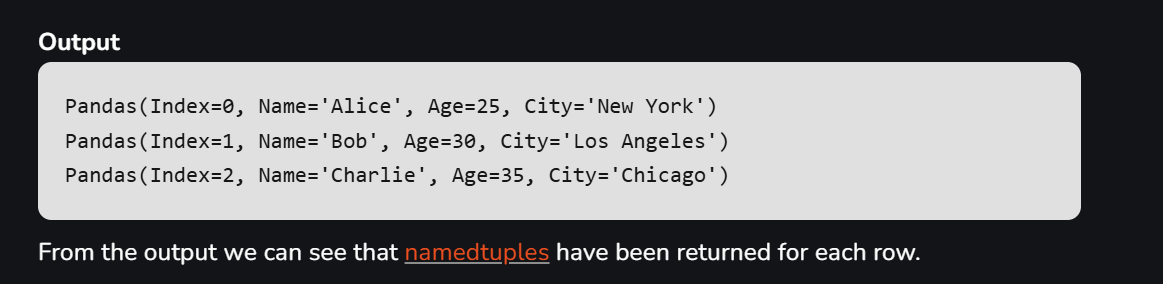 Output
Pandas(Index=0, Name='Alice', Age=25, City='New York')
Pandas(Index=1, Name='Bob', Age=30, City='Los Angeles')
Pandas(Index=2, Name='Charlie', Age=35, City='Chicago')
From the output we can see that namedtuples have been returned for each row.